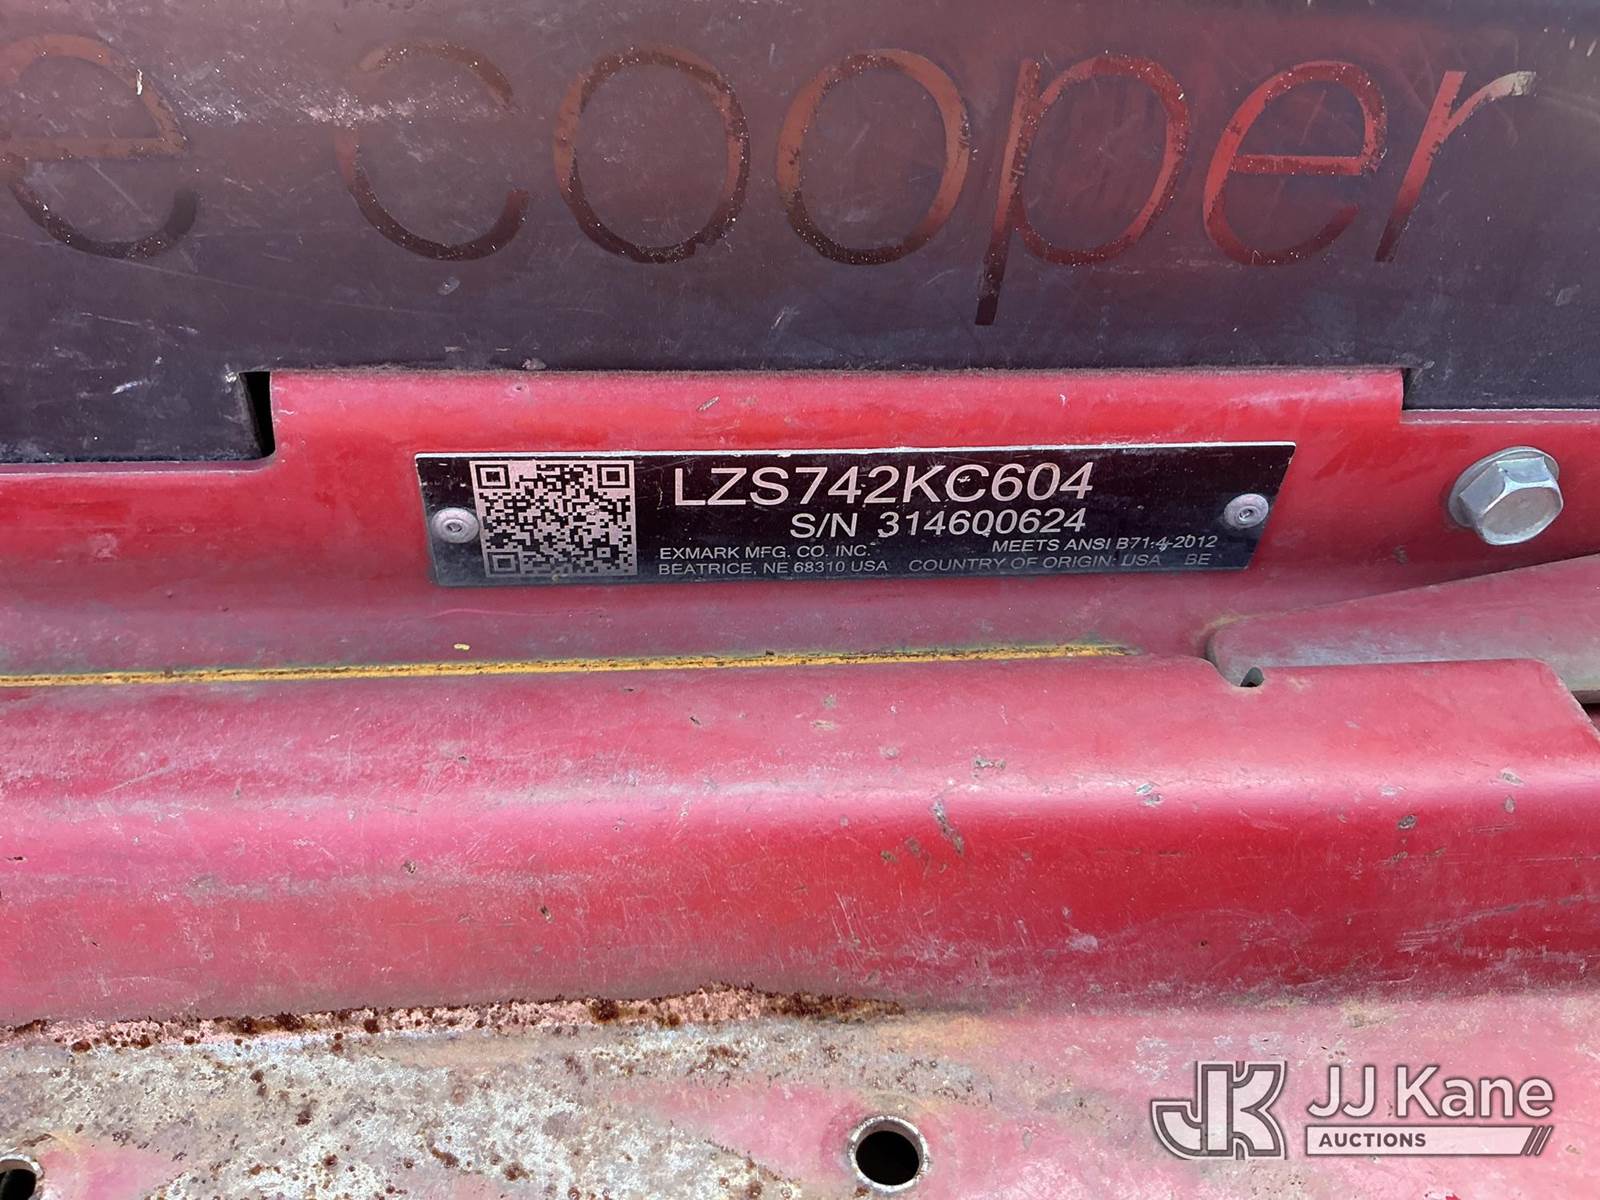 e cooper
LZS742KC604
S/N 314600624
EXMARK MFG. CO. INC. MEETS ANSI B71.4-2012
BEATRICE, NE 68310 USA COUNTRY OF ORIGIN: USA BE
JK JJ Kane
AUCTIONS